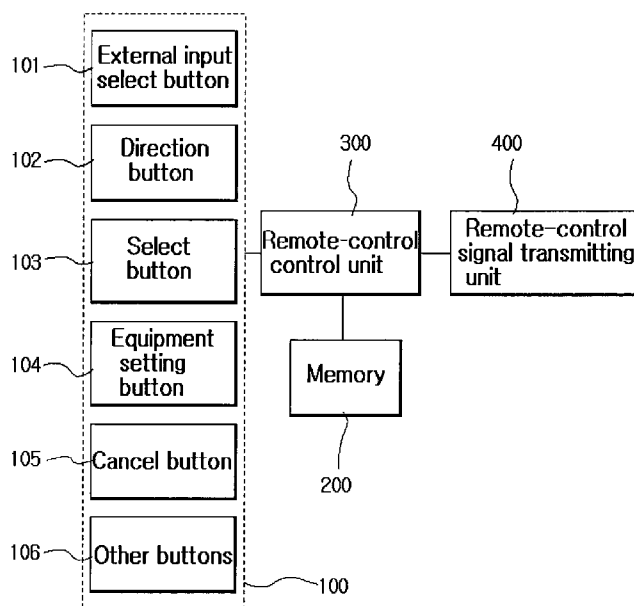 101
External input
select button
102
Direction
button
103
Select
button
104
Equipment
setting
button
105
Cancel button
106
Other buttons
100
300
Remote-control
control unit
400
Remote-control
signal transmitting
unit
Memory
200